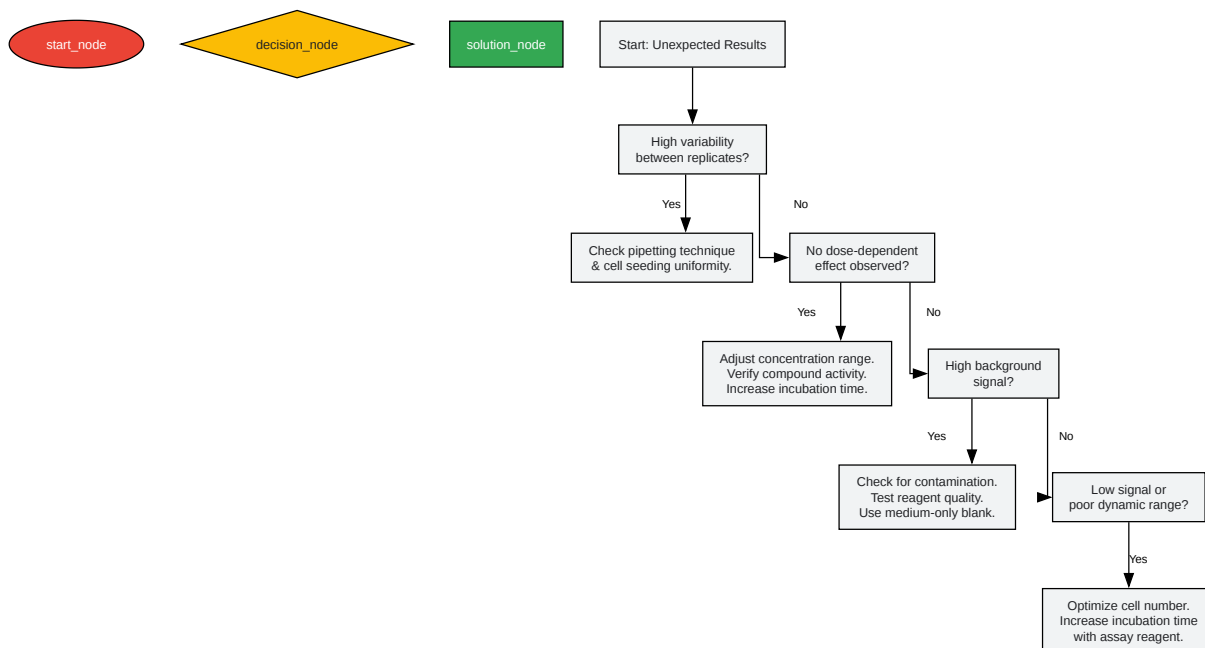 start_node
decision_node
solution_node
Start: Unexpected Results
High variability
between replicates?
Yes
No
Check pipetting technique
& cell seeding uniformity.
No dose-dependent
effect observed?
Yes
No
Adjust concentration range.
Verify compound activity.
Increase incubation time.
High background
signal?
Yes
No
Check for contamination.
Test reagent quality.
Use medium-only blank.
Low signal or
poor dynamic range?
Yes
Optimize cell number.
Increase incubation time
with assay reagent.